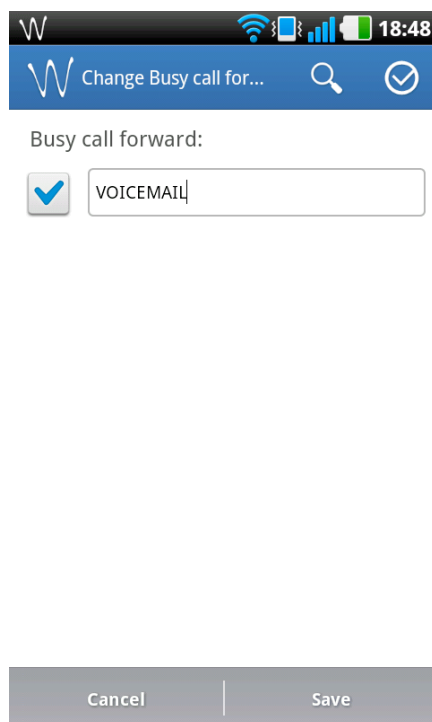 W 18:48
W Change Busy call for...
Busy call forward:
VOICEMAIL
Cancel Save